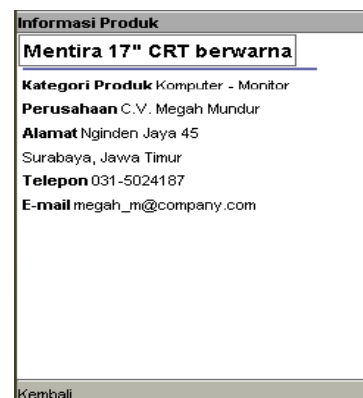 Informasi Produk
Mentira 17" CRT berwarna
Kategori Produk Komputer - Monitor
Perusahaan C.V. Megah Mundur
Alamat Nginden Jaya 45
Surabaya, Jawa Timur
Telepon 031-5024187
E-mail megah_m@company.com
Kembali